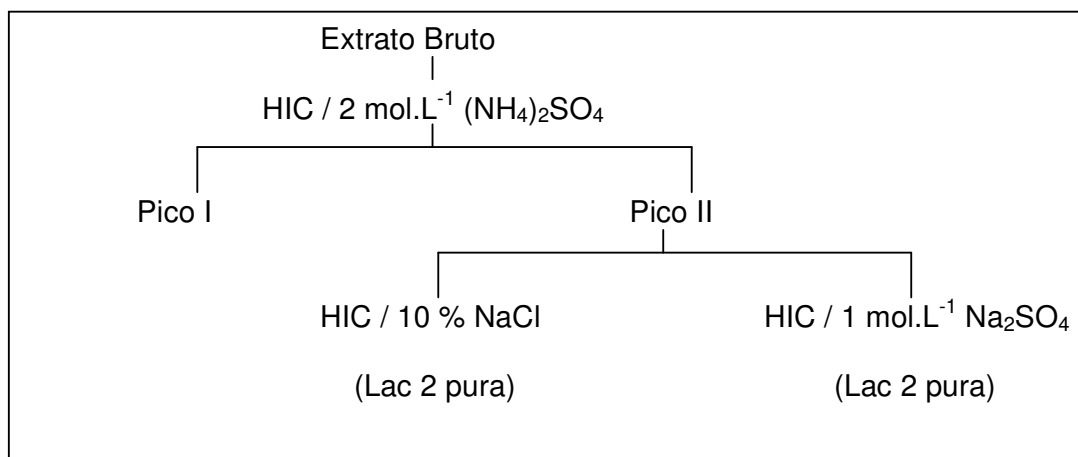 Extrato Bruto
HIC / 2 mol.L⁻¹ (NH₄)₂SO₄
Pico I
Pico II
HIC / 10 % NaCl
HIC / 1 mol.L⁻¹ Na₂SO₄
(Lac 2 pura)
(Lac 2 pura)